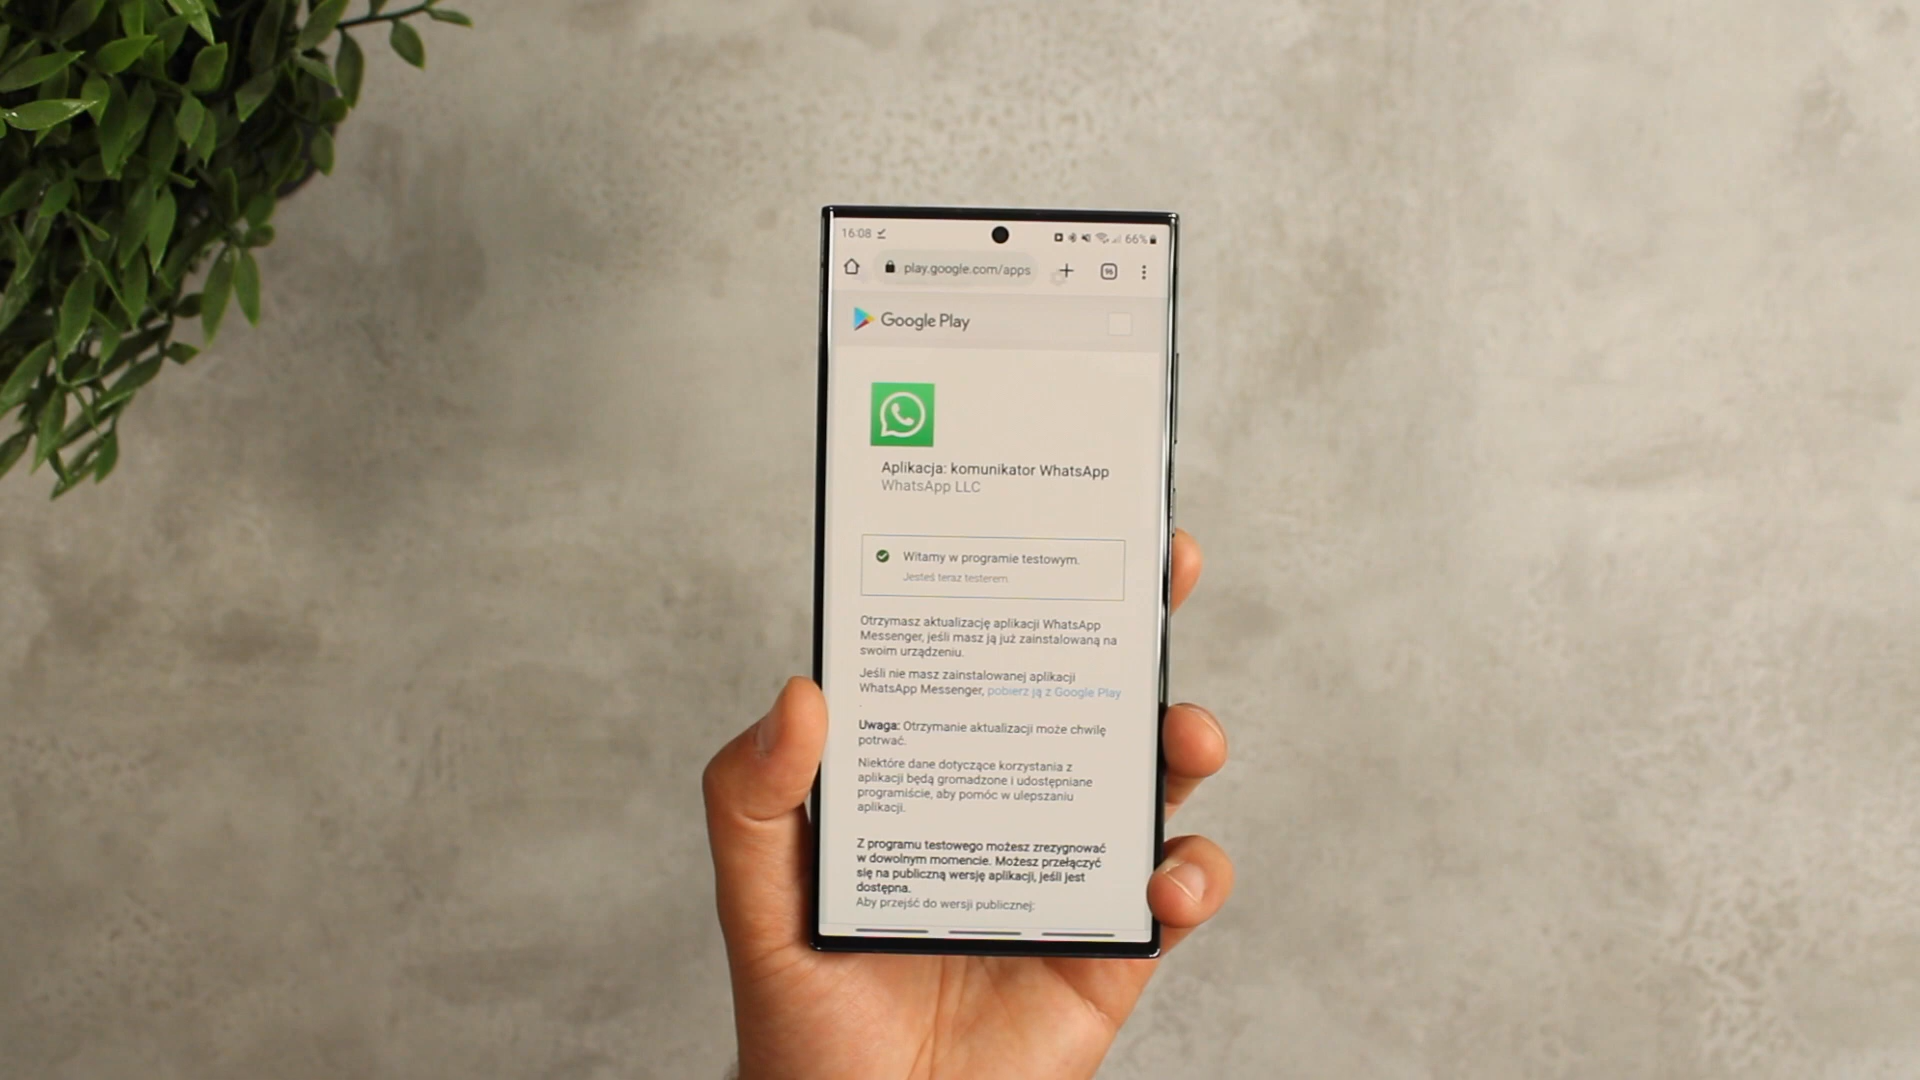 16:08 66%
play.google.com/apps 96
Google Play
Aplikacja: komunikator WhatsApp
WhatsApp LLC
Witamy w programie testowym.
Jesteś teraz testerem
Otrzymasz aktualizację aplikacji WhatsApp
Messenger, jeśli masz ją już zainstalowaną na
swoim urządzeniu.
Jeśli nie masz zainstalowanej aplikacji
WhatsApp Messenger, pobierz ją z Google Play
.
Uwaga: Otrzymanie aktualizacji może chwilę
potrwać.
Niektóre dane dotyczące korzystania z
aplikacji będą gromadzone i udostępniane
programiście, aby pomóc w ulepszaniu
aplikacji.
Z programu testowego możesz zrezygnować
w dowolnym momencie. Możesz przełączyć
się na publiczną wersję aplikacji, jeśli jest
dostępna.
Aby przejść do wersji publicznej: